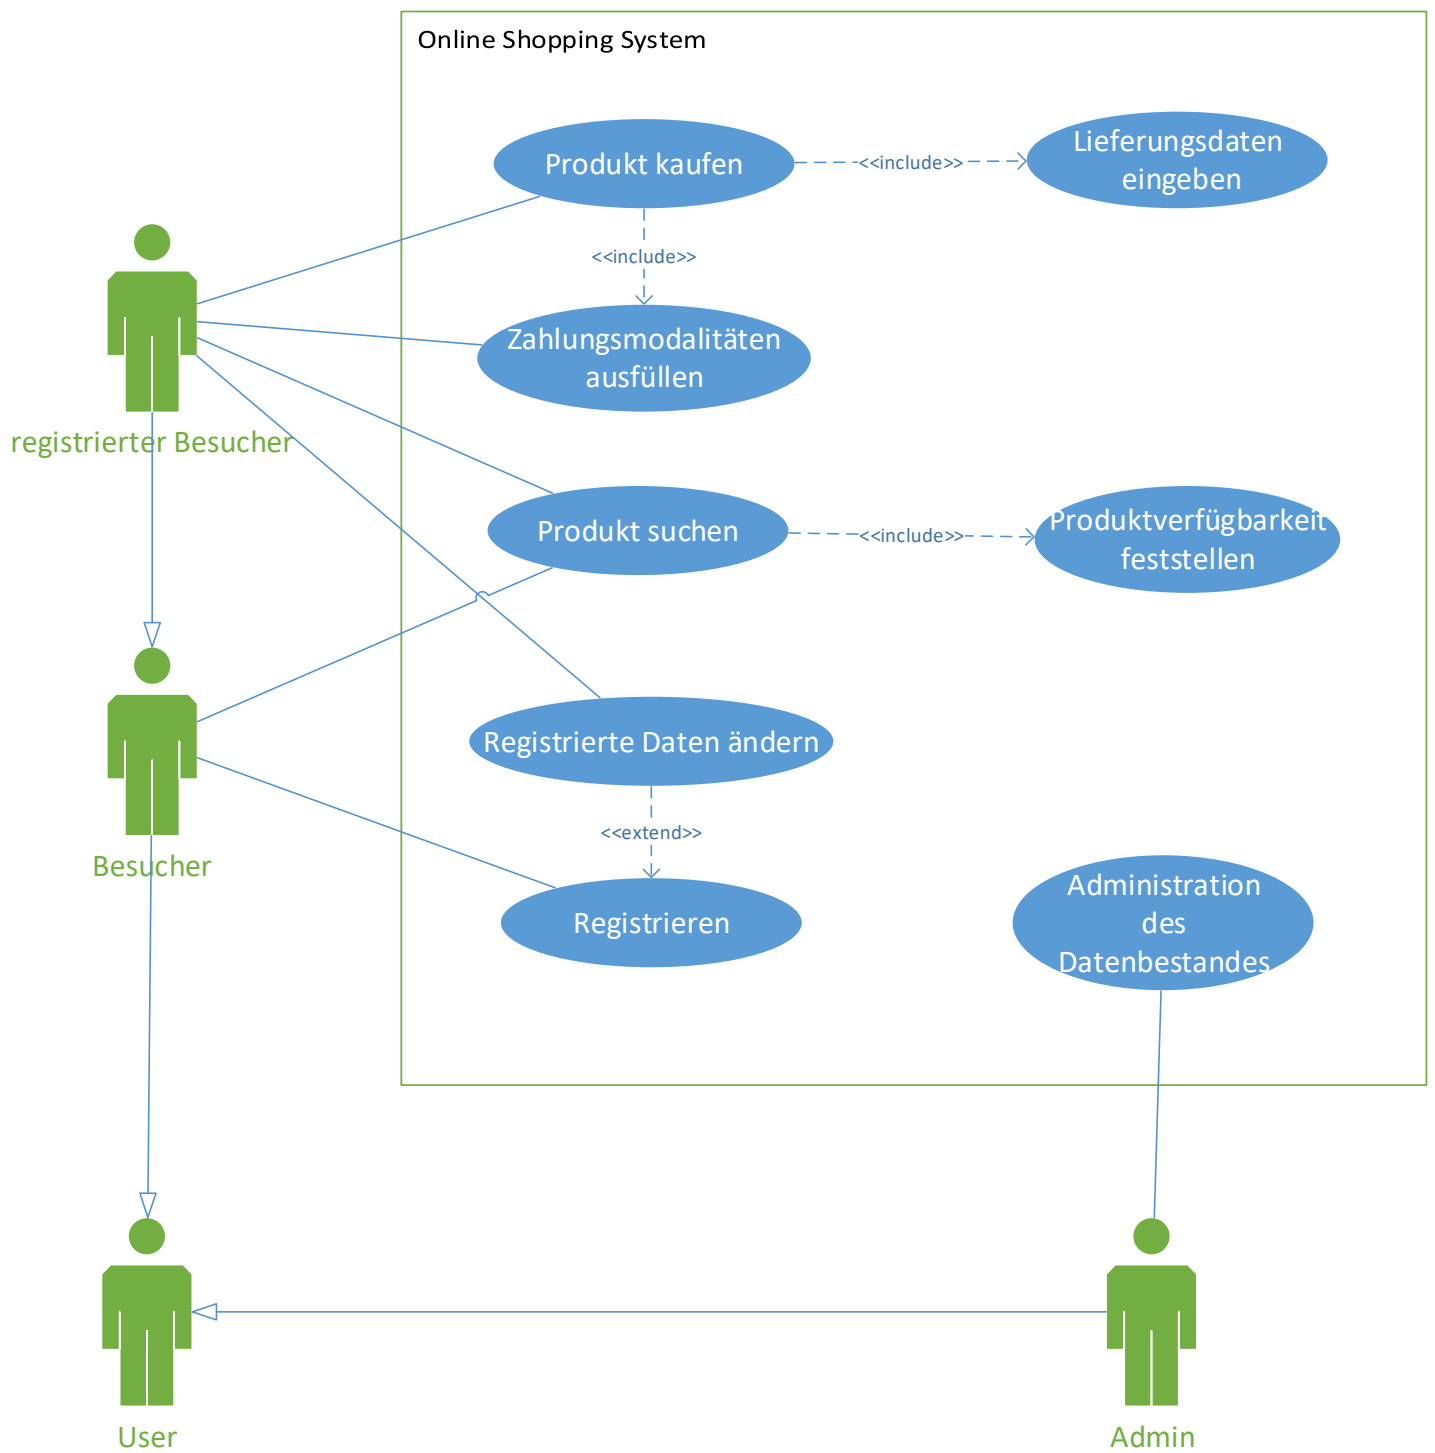 Online Shopping System
Produkt kaufen
<<include>>
Lieferungsdaten
eingeben
<<include>>
Zahlungsmodalitäten
ausfüllen
registrierter Besucher
Produkt suchen
<<include>>
Produktverfügbarkeit
feststellen
Registrierte Daten ändern
<<extend>>
Besucher
Registrieren
Administration
des
Datenbestandes
User
Admin